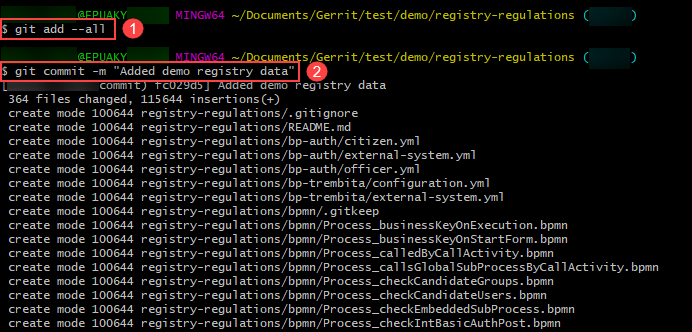 @EPUAKY MINGW64 ~/Documents/Gerrit/test/demo/registry-regulations ( )
$ git add --all 1
@EPUAKY MINGW64 ~/Documents/Gerrit/test/demo/registry-regulations ( )
$ git commit -m "Added demo registry data" 2
[ commit) fc029d5] Added demo registry data
364 files changed, 115644 insertions(+)
create mode 100644 registry-regulations/.gitignore
create mode 100644 registry-regulations/README.md
create mode 100644 registry-regulations/bp-auth/citizen.yml
create mode 100644 registry-regulations/bp-auth/external-system.yml
create mode 100644 registry-regulations/bp-auth/officer.yml
create mode 100644 registry-regulations/bp-trembita/configuration.yml
create mode 100644 registry-regulations/bp-trembita/external-system.yml
create mode 100644 registry-regulations/bpmn/.gitkeep
create mode 100644 registry-regulations/bpmn/Process_businessKeyOnExecution.bpmn
create mode 100644 registry-regulations/bpmn/Process_businessKeyOnStartForm.bpmn
create mode 100644 registry-regulations/bpmn/Process_calledByCallActivity.bpmn
create mode 100644 registry-regulations/bpmn/Process_callsGlobalSubProcessByCallActivity.bpmn
create mode 100644 registry-regulations/bpmn/Process_checkCandidateGroups.bpmn
create mode 100644 registry-regulations/bpmn/Process_checkCandidateUsers.bpmn
create mode 100644 registry-regulations/bpmn/Process_checkEmbeddedSubProcess.bpmn
create mode 100644 registry-regulations/bpmn/Process_checkIntBasicAuthPost.bpmn